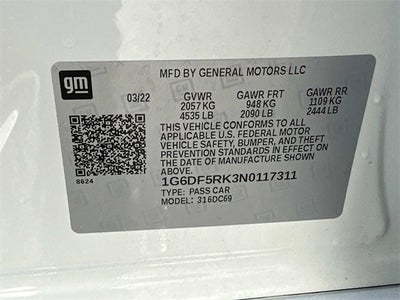 gm
MFD BY GENERAL MOTORS LLC
03/22 GVWR GAWR FRT GAWR RR
2057 KG 948 KG 1109 KG
4535 LB 2090 LB 2444 LB
THIS VEHICLE CONFORMS TO ALL
APPLICABLE U.S. FEDERAL MOTOR
VEHICLE SAFETY, BUMPER, AND THEFT
PREVENTION STANDARDS IN EFFECT ON
THE DATE OF MANUFACTURE SHOWN
ABOVE.
8624
1G6DF5RK3N0117311
TYPE: PASS CAR
MODEL: 316DC69